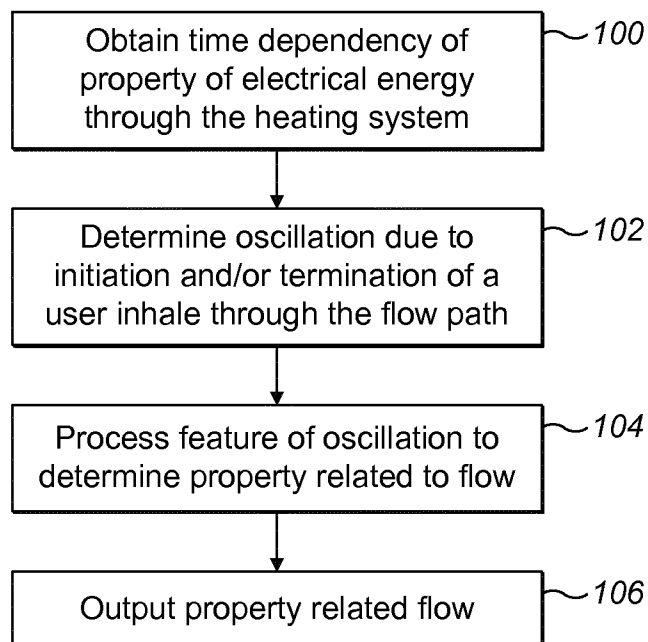 Obtain time dependency of
property of electrical energy
through the heating system
100
Determine oscillation due to
initiation and/or termination of a
user inhale through the flow path
102
Process feature of oscillation to
determine property related to flow
104
Output property related flow
106